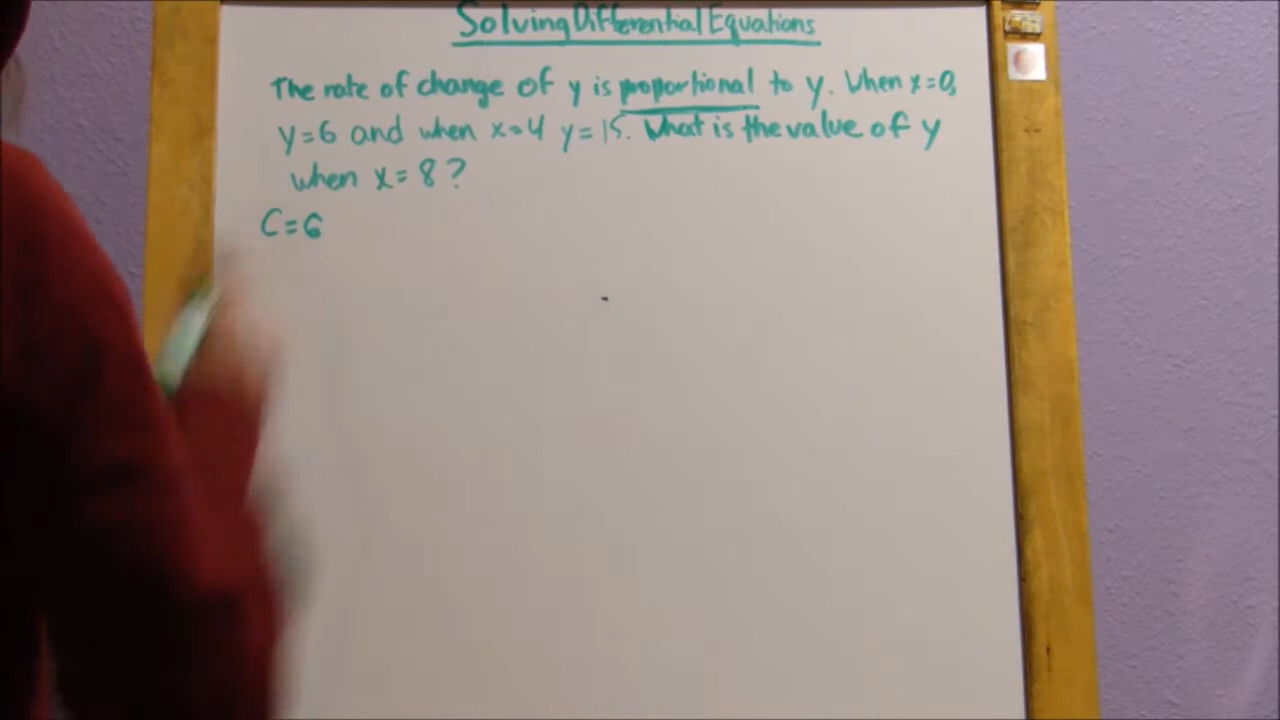 Solving Differential Equations
The rate of change of y is proportional to y. When x=0,
y=6 and when x=4 y=15. What is the value of y
when x=8?
C=6